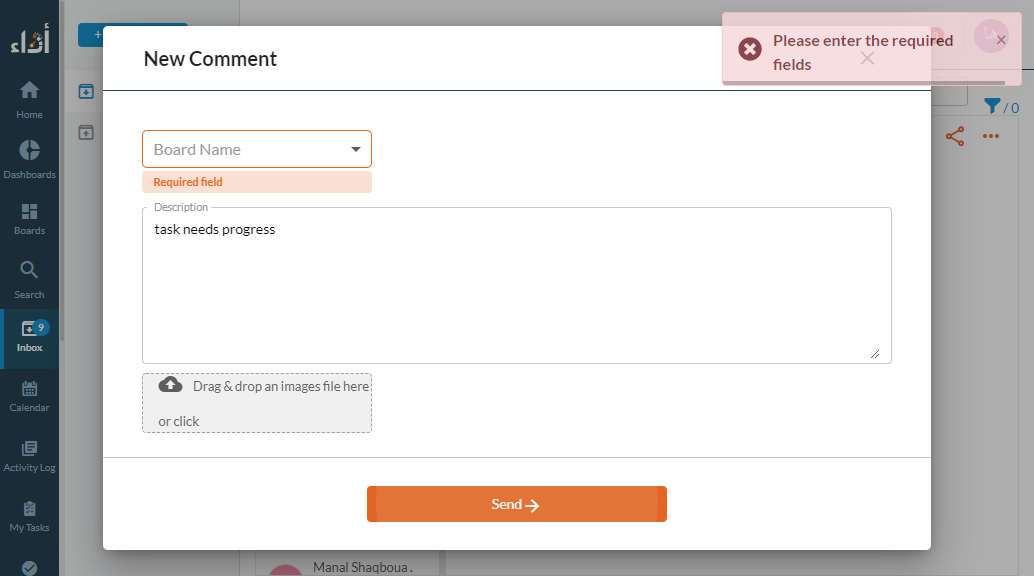 أداء
Home
Dashboards
Boards
Search
9
Inbox
Calendar
Activity Log
My Tasks
+
New Comment
Please enter the required
fields
/ 0
Board Name
Required field
Description
task needs progress
Drag & drop an images file here
or click
Send
Manal Shaqboua .